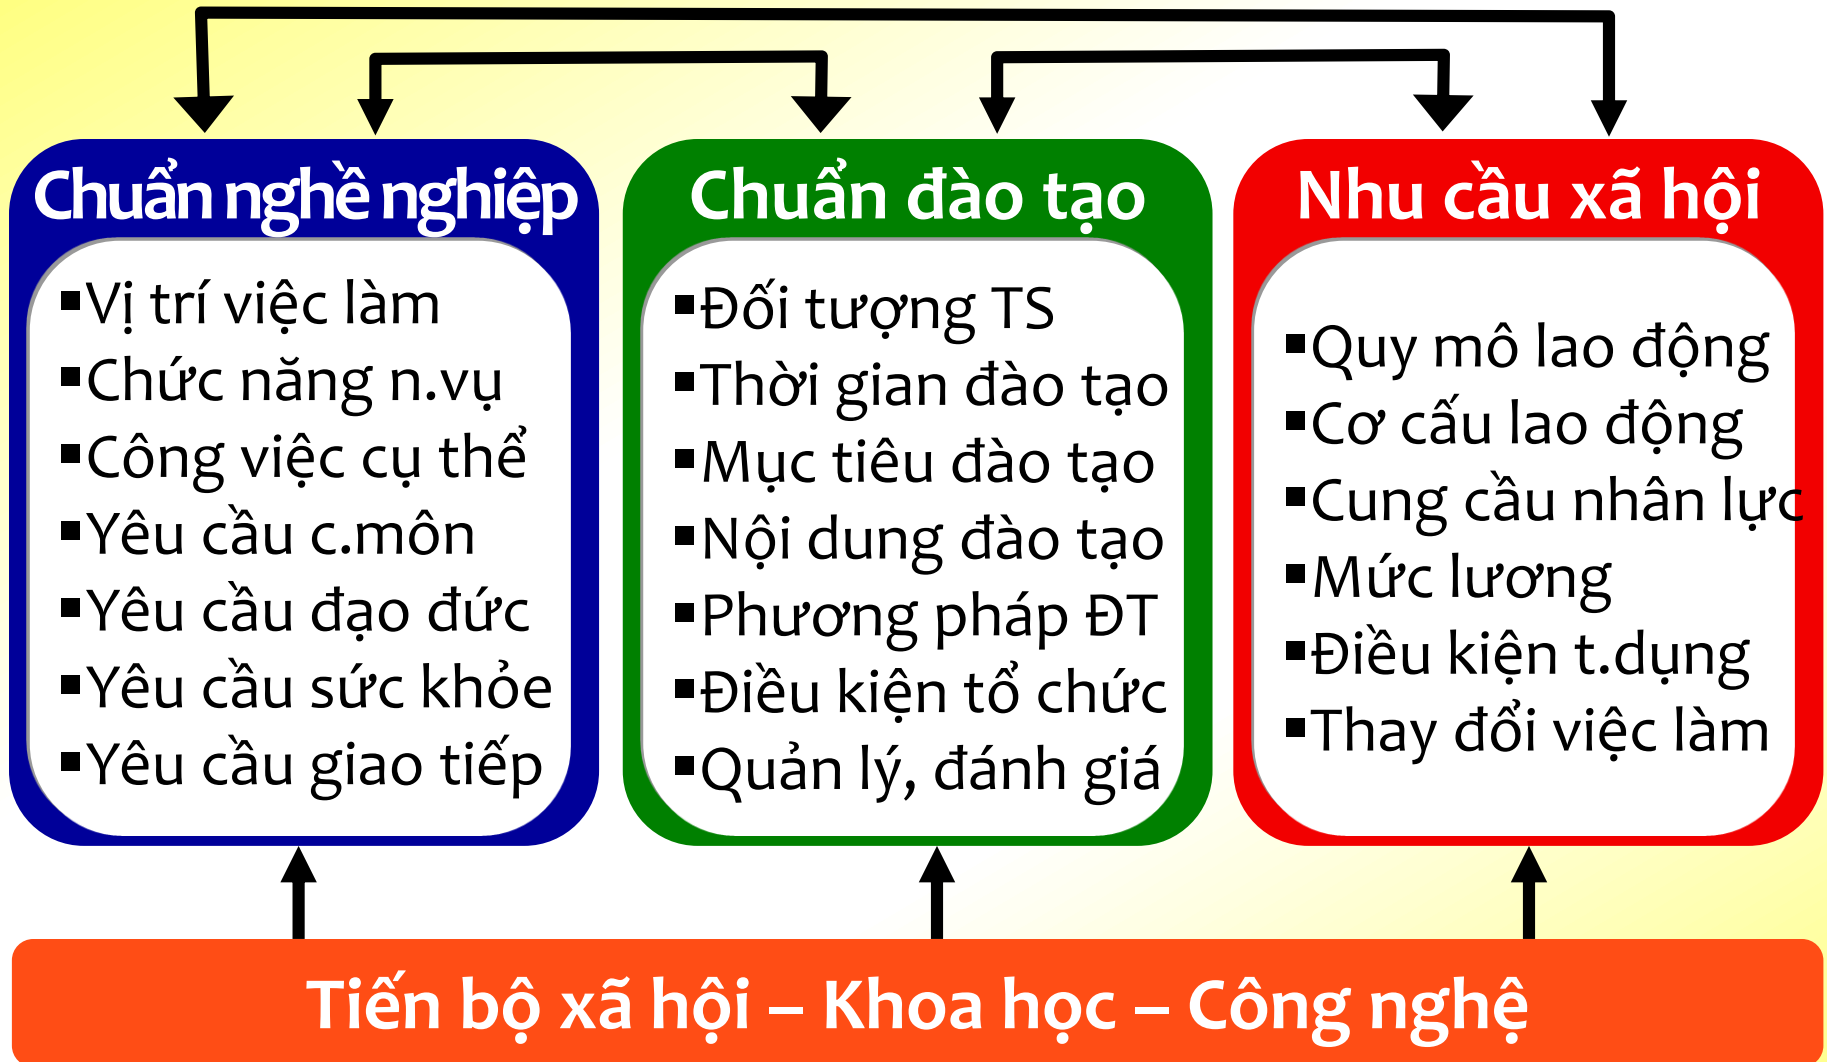 Chuẩn nghề nghiệp
▪Vị trí việc làm
▪Chức năng n.vụ
▪Công việc cụ thể
▪Yêu cầu c.môn
▪Yêu cầu đạo đức
▪Yêu cầu sức khỏe
▪Yêu cầu giao tiếp
Chuẩn đào tạo
▪Đối tượng TS
▪Thời gian đào tạo
▪Mục tiêu đào tạo
▪Nội dung đào tạo
▪Phương pháp ĐT
▪Điều kiện tổ chức
▪Quản lý, đánh giá
Nhu cầu xã hội
▪Quy mô lao động
▪Cơ cấu lao động
▪Cung cầu nhân lực
▪Mức lương
▪Điều kiện t.dụng
▪Thay đổi việc làm
Tiến bộ xã hội – Khoa học – Công nghệ